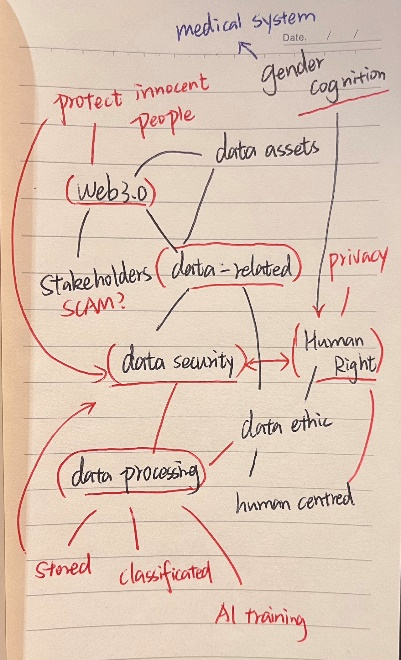 medical system
Date.    /    /
gender
cognition
protect innocent
people
data assets
(Web3.0)
privacy
Stakeholders
(data-related)
SCAM?
(Human
Right)
(data security)
data ethic
(data processing)
human centred
Stored
classificated
AI training